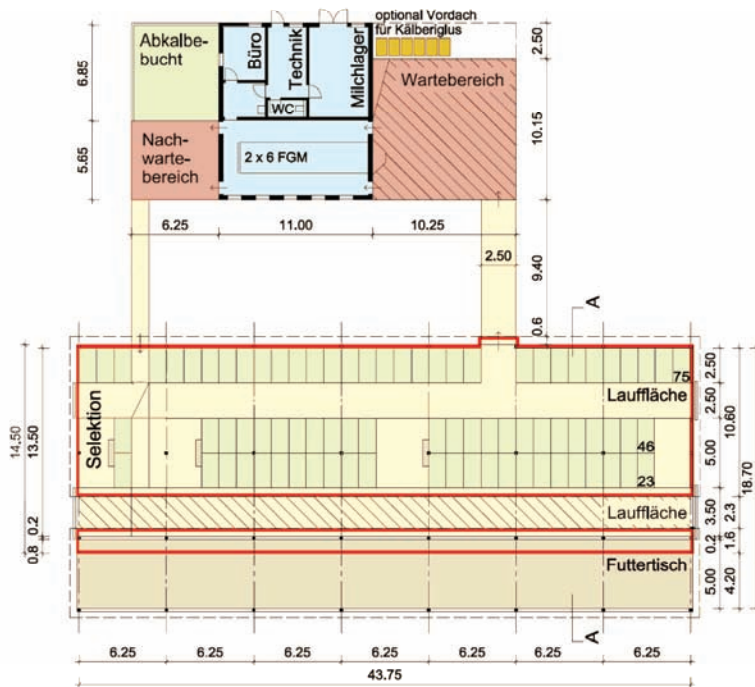 optional Vordach
für Kälberiglus
Abkalbe-
bucht
Büro
Technik
Milchlager
WC
Wartebereich
Nach-
warte-
bereich
2 x 6 FGM
6.85
5.65
2.50
10.15
6.25
11.00
10.25
2.50
9.40
0.6
A
75
Lauffläche
Selektion
46
23
Lauffläche
Futtertisch
A
14.50
13.50
0.2
0.8
2.50
2.50
5.00
3.50
0.2
5.00
10.60
2.3
1.6
4.20
18.70
6.25
6.25
6.25
6.25
6.25
6.25
6.25
43.75